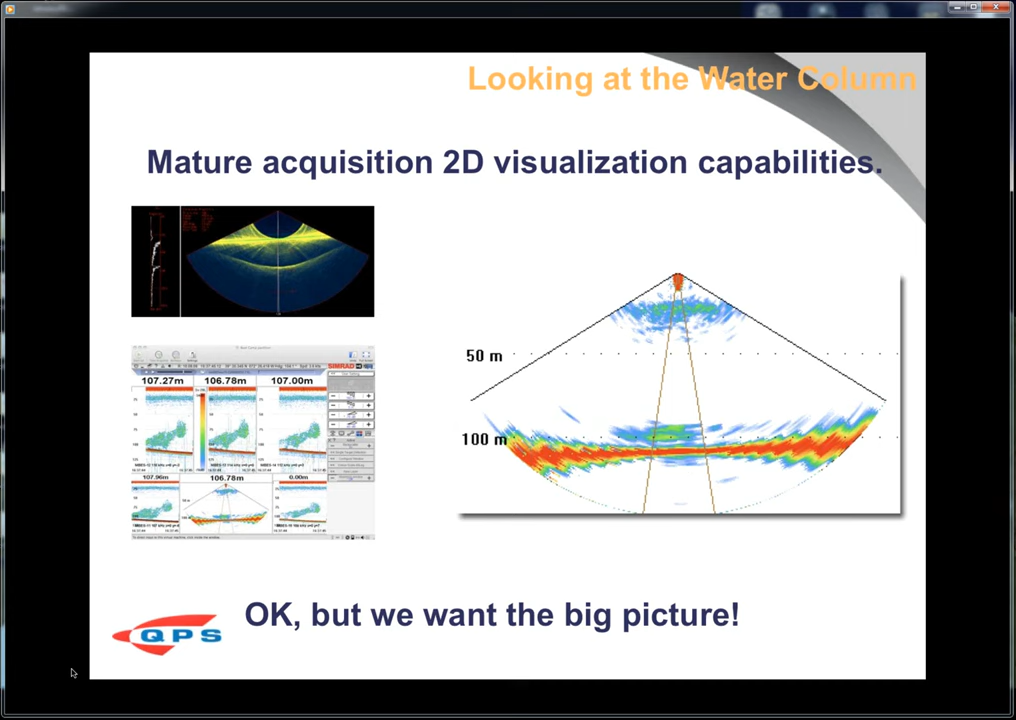 Looking at the Water Column
Mature acquisition 2D visualization capabilities.
SIMRAD
107.27m 106.78m 107.00m
107.96m 106.78m 0.00m
50 m
100 m
OK, but we want the big picture!
QPS